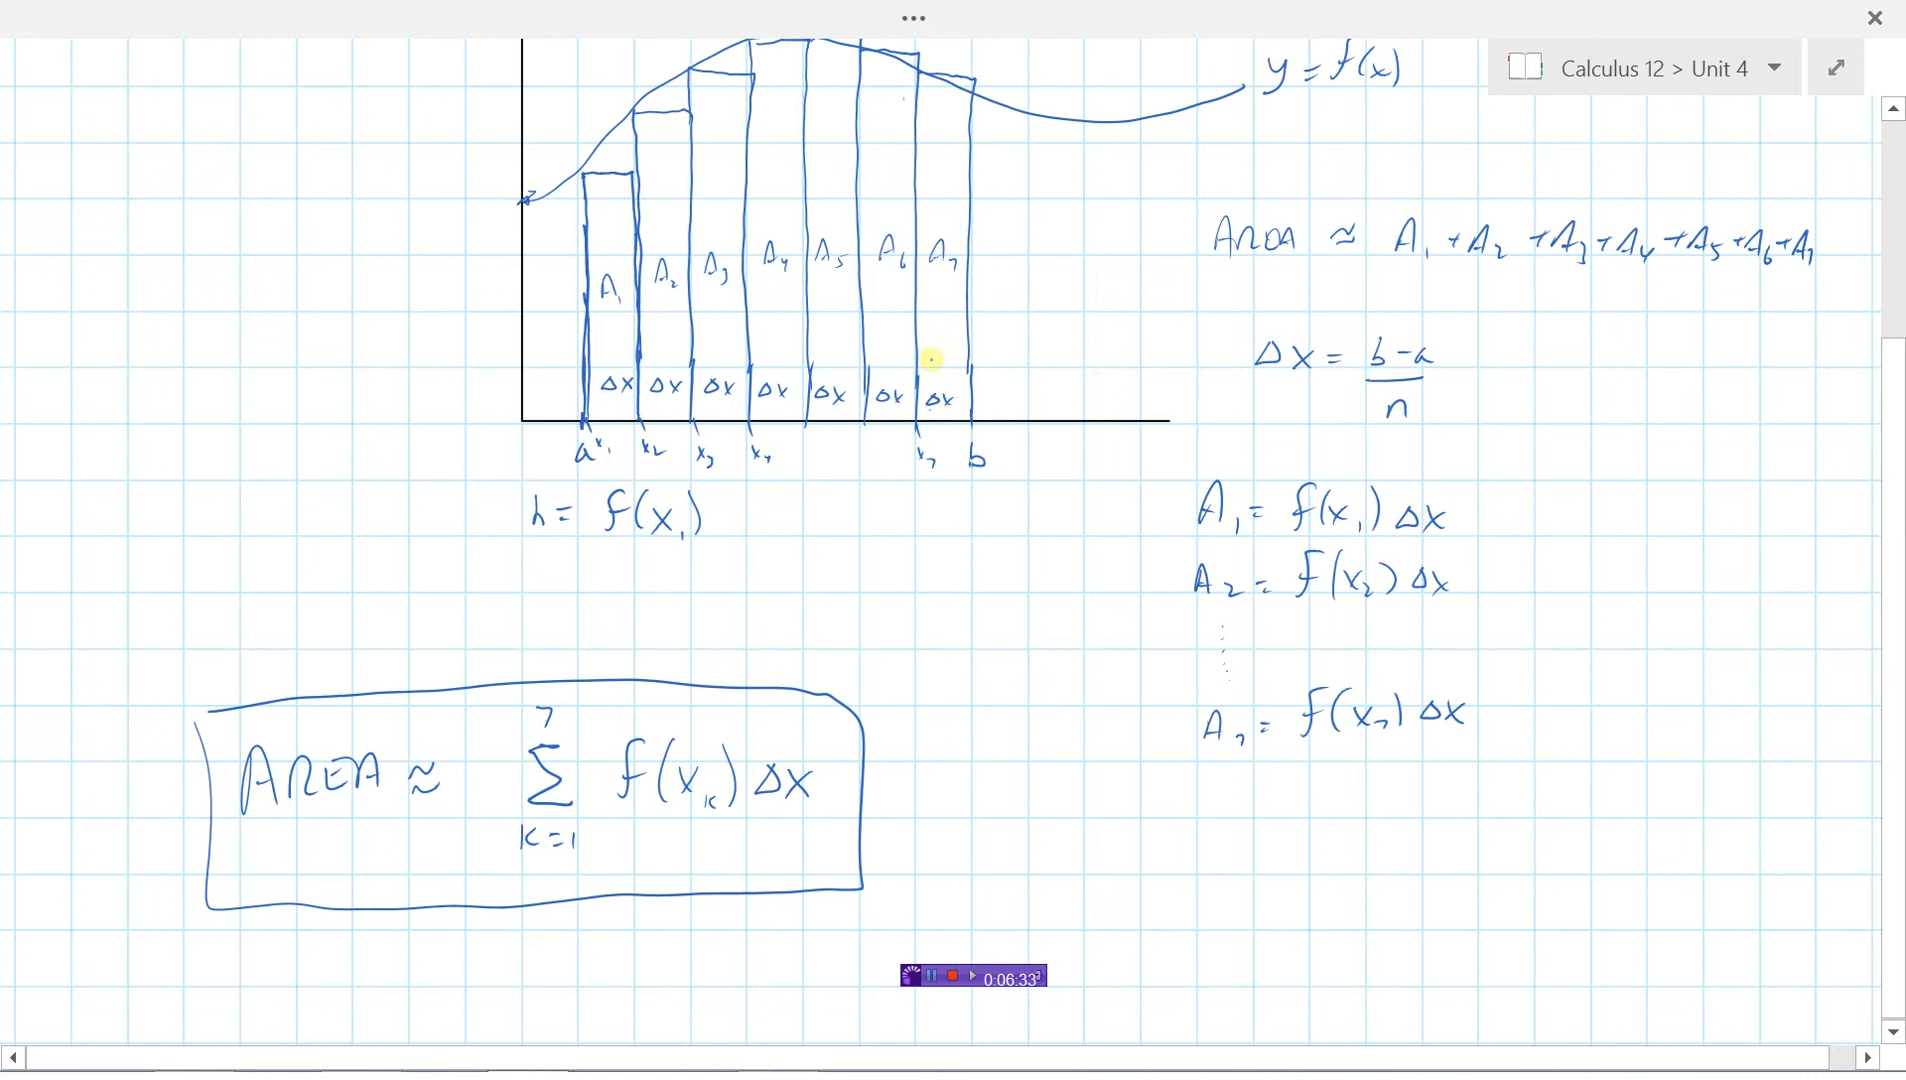 ...
Calculus 12 > Unit 4
y = f(x)
AREA ≈ A₁ + A₂ + A₃ + A₄ + A₅ + A₆ + A₇
A₁ A₂ A₃ A₄ A₅ A₆ A₇
Δx = b-a
n
Δx Δx Δx Δx Δx Δx Δx
a x₁ x₂ x₃ x₄ x₇ b
h = f(x₁)
A₁ = f(x₁) Δx
A₂ = f(x₂) Δx
A₇ = f(x₇) Δx
7
AREA ≈ Σ f(xₖ) Δx
K=1
0:06:33